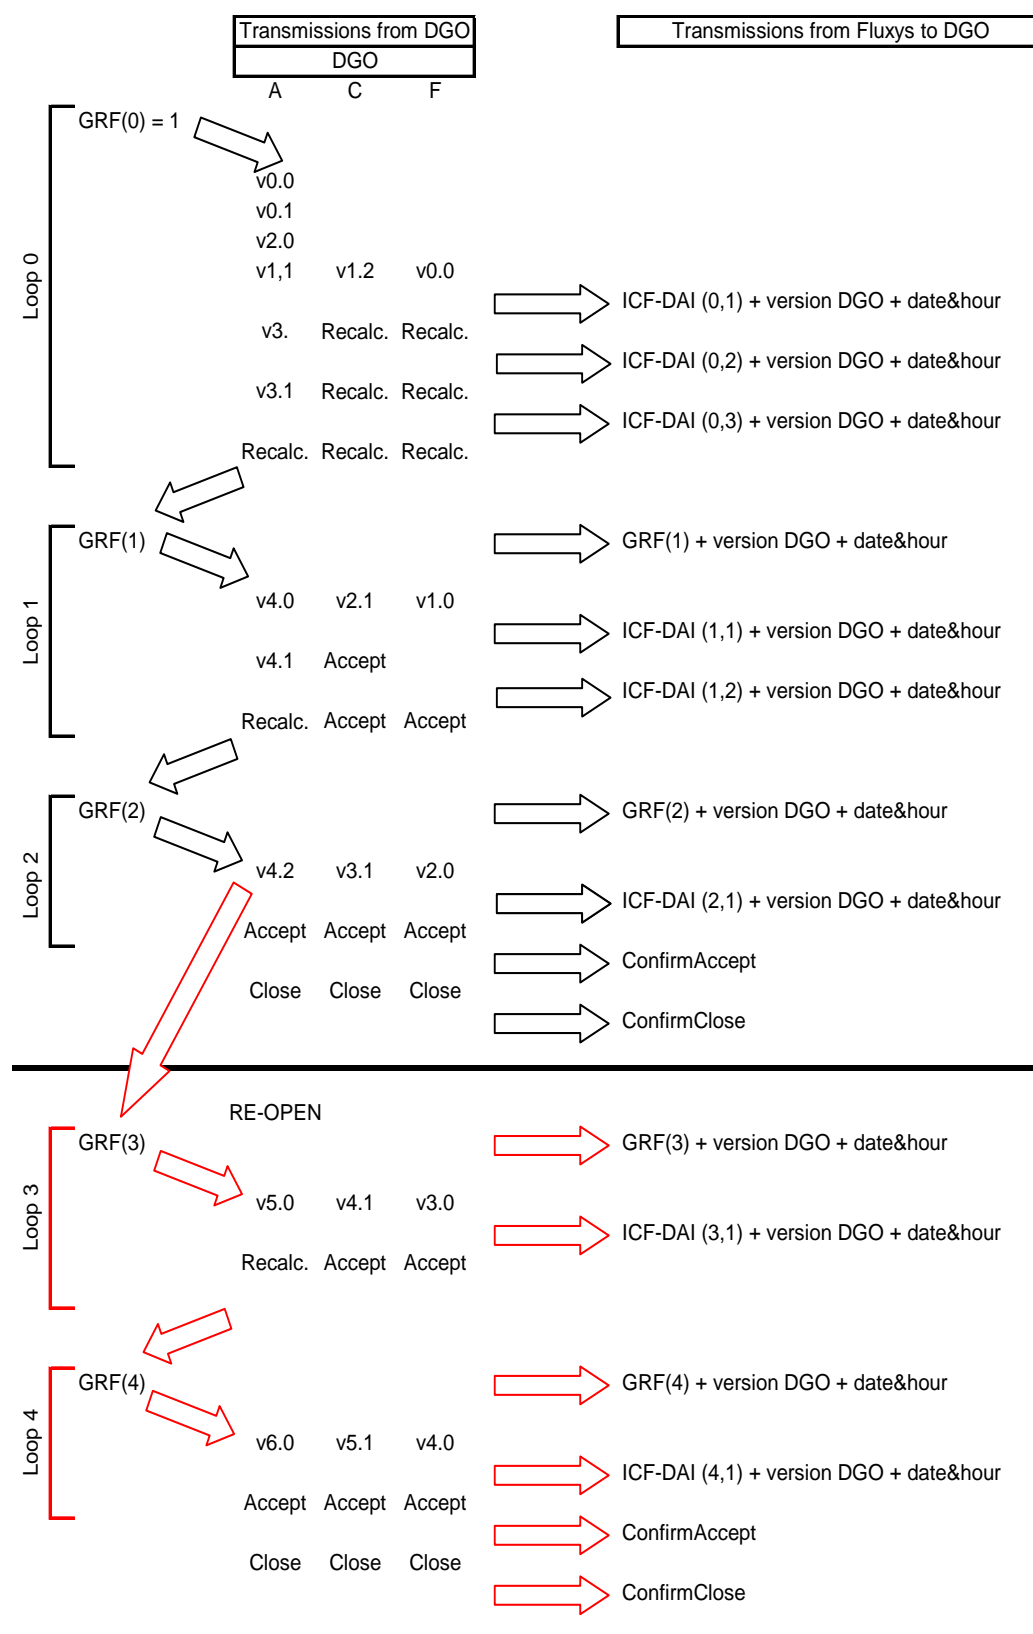 Transmissions from DGO Transmissions from Fluxys to DGO
DGO
A C F
GRF(0) = 1
v0.0
v0.1
v2.0
v1,1 v1.2 v0.0
Loop 0
ICF-DAI (0,1) + version DGO + date&hour
v3. Recalc. Recalc.
ICF-DAI (0,2) + version DGO + date&hour
v3.1 Recalc. Recalc.
ICF-DAI (0,3) + version DGO + date&hour
Recalc. Recalc. Recalc.
GRF(1) GRF(1) + version DGO + date&hour
v4.0 v2.1 v1.0
Loop 1
ICF-DAI (1,1) + version DGO + date&hour
v4.1 Accept
ICF-DAI (1,2) + version DGO + date&hour
Recalc. Accept Accept
GRF(2) GRF(2) + version DGO + date&hour
v4.2 v3.1 v2.0
Loop 2
ICF-DAI (2,1) + version DGO + date&hour
Accept Accept Accept
ConfirmAccept
Close Close Close
ConfirmClose
RE-OPEN
GRF(3) GRF(3) + version DGO + date&hour
v5.0 v4.1 v3.0
Loop 3
ICF-DAI (3,1) + version DGO + date&hour
Recalc. Accept Accept
GRF(4) GRF(4) + version DGO + date&hour
v6.0 v5.1 v4.0
Loop 4
ICF-DAI (4,1) + version DGO + date&hour
Accept Accept Accept
ConfirmAccept
Close Close Close
ConfirmClose